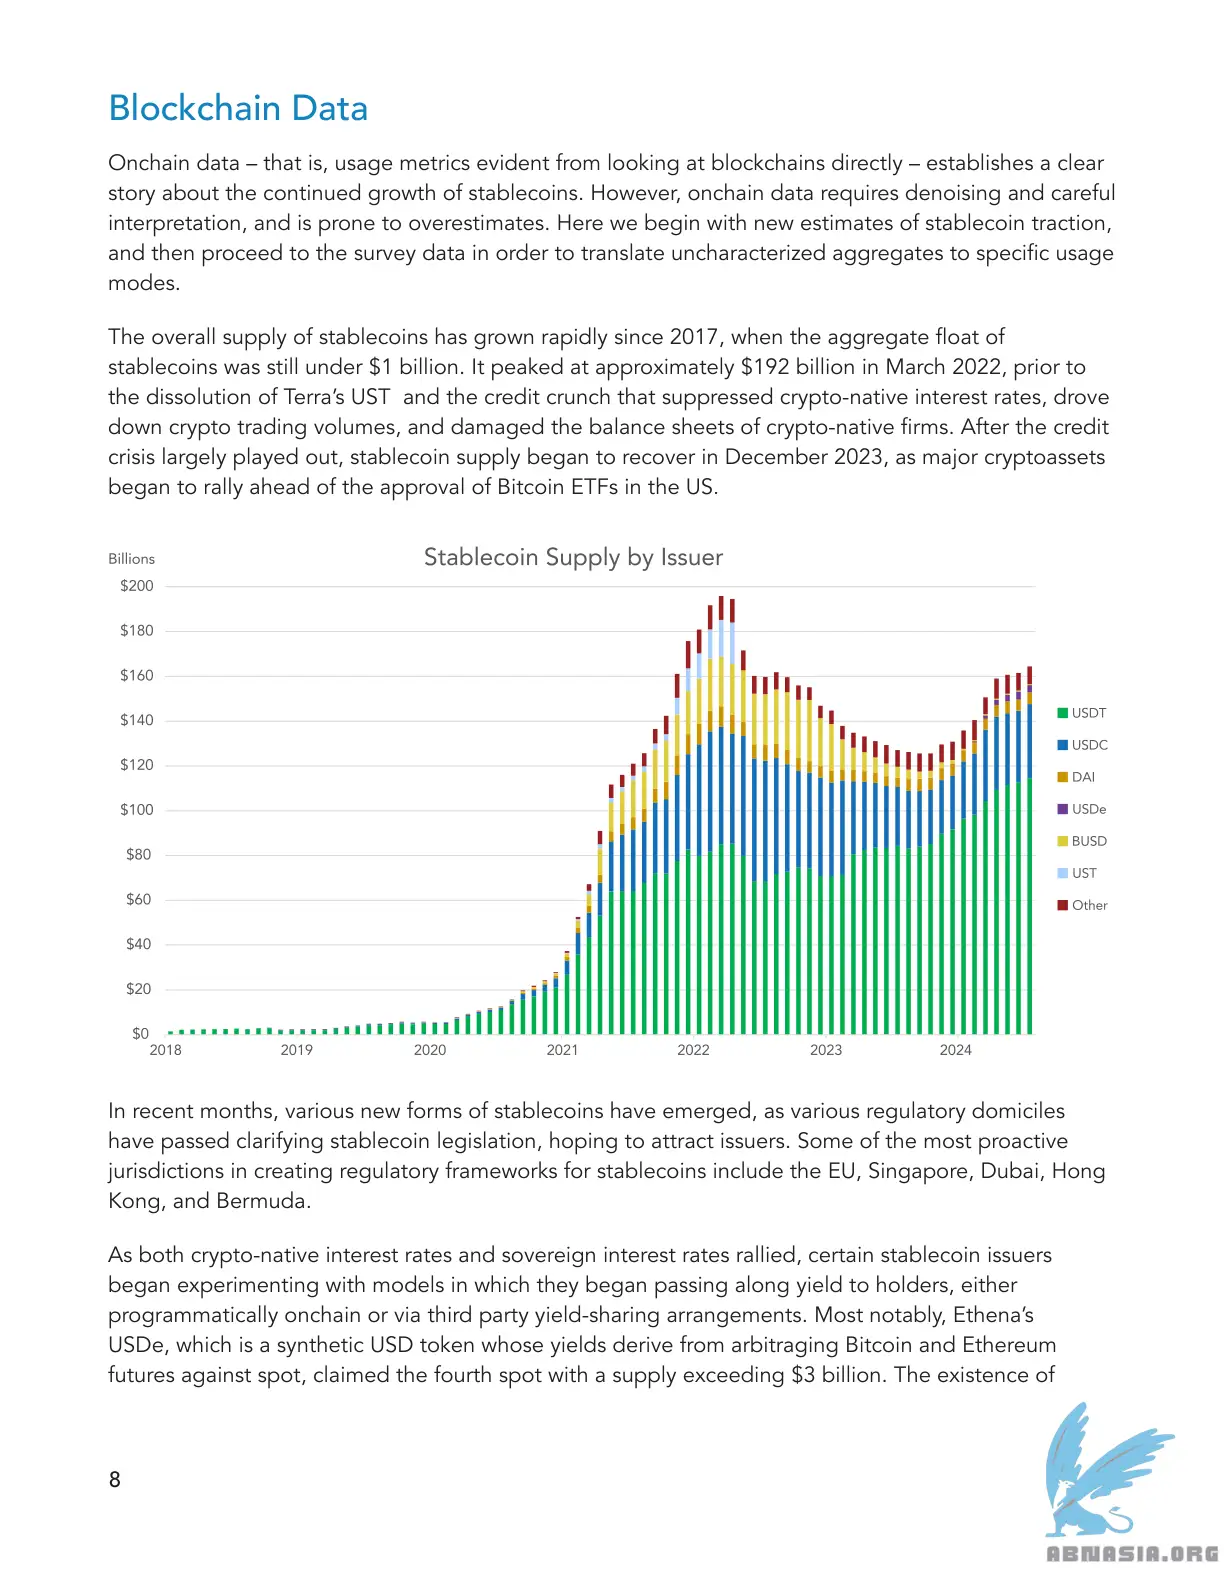 Blockchain Data
Onchain data – that is, usage metrics evident from looking at blockchains directly – establishes a clear
story about the continued growth of stablecoins. However, onchain data requires denoising and careful
interpretation, and is prone to overestimates. Here we begin with new estimates of stablecoin traction,
and then proceed to the survey data in order to translate uncharacterized aggregates to specific usage
modes.
The overall supply of stablecoins has grown rapidly since 2017, when the aggregate float of
stablecoins was still under $1 billion. It peaked at approximately $192 billion in March 2022, prior to
the dissolution of Terra’s UST  and the credit crunch that suppressed crypto-native interest rates, drove
down crypto trading volumes, and damaged the balance sheets of crypto-native firms. After the credit
crisis largely played out, stablecoin supply began to recover in December 2023, as major cryptoassets
began to rally ahead of the approval of Bitcoin ETFs in the US.
Billions
Stablecoin Supply by Issuer
$200
$180
$160
$140
$120
$100
$80
$60
$40
$20
$0
2018 2019 2020 2021 2022 2023 2024
USDT
USDC
DAI
USDe
BUSD
UST
Other
In recent months, various new forms of stablecoins have emerged, as various regulatory domiciles
have passed clarifying stablecoin legislation, hoping to attract issuers. Some of the most proactive
jurisdictions in creating regulatory frameworks for stablecoins include the EU, Singapore, Dubai, Hong
Kong, and Bermuda.
As both crypto-native interest rates and sovereign interest rates rallied, certain stablecoin issuers
began experimenting with models in which they began passing along yield to holders, either
programmatically onchain or via third party yield-sharing arrangements. Most notably, Ethena’s
USDe, which is a synthetic USD token whose yields derive from arbitraging Bitcoin and Ethereum
futures against spot, claimed the fourth spot with a supply exceeding $3 billion. The existence of
8
ABNASIA.ORG